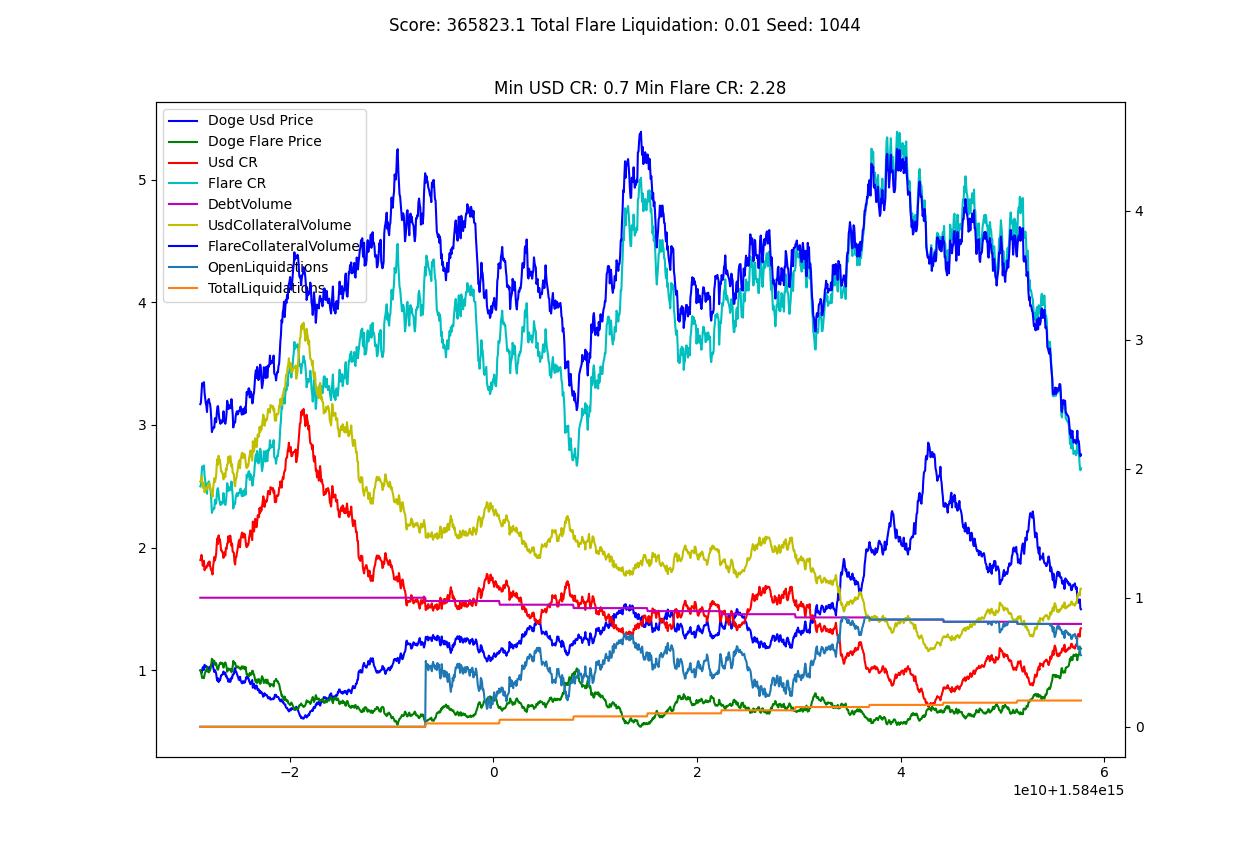 Score: 365823.1 Total Flare Liquidation: 0.01 Seed: 1044
Min USD CR: 0.7 Min Flare CR: 2.28
Doge Usd Price
Doge Flare Price
Usd CR
Flare CR
DebtVolume
UsdCollateralVolume
FlareCollateralVolume
OpenLiquidations
TotalLiquidations
5
4
3
2
1
4
3
2
1
0
−2
0
2
4
6
1e10+1.584e15